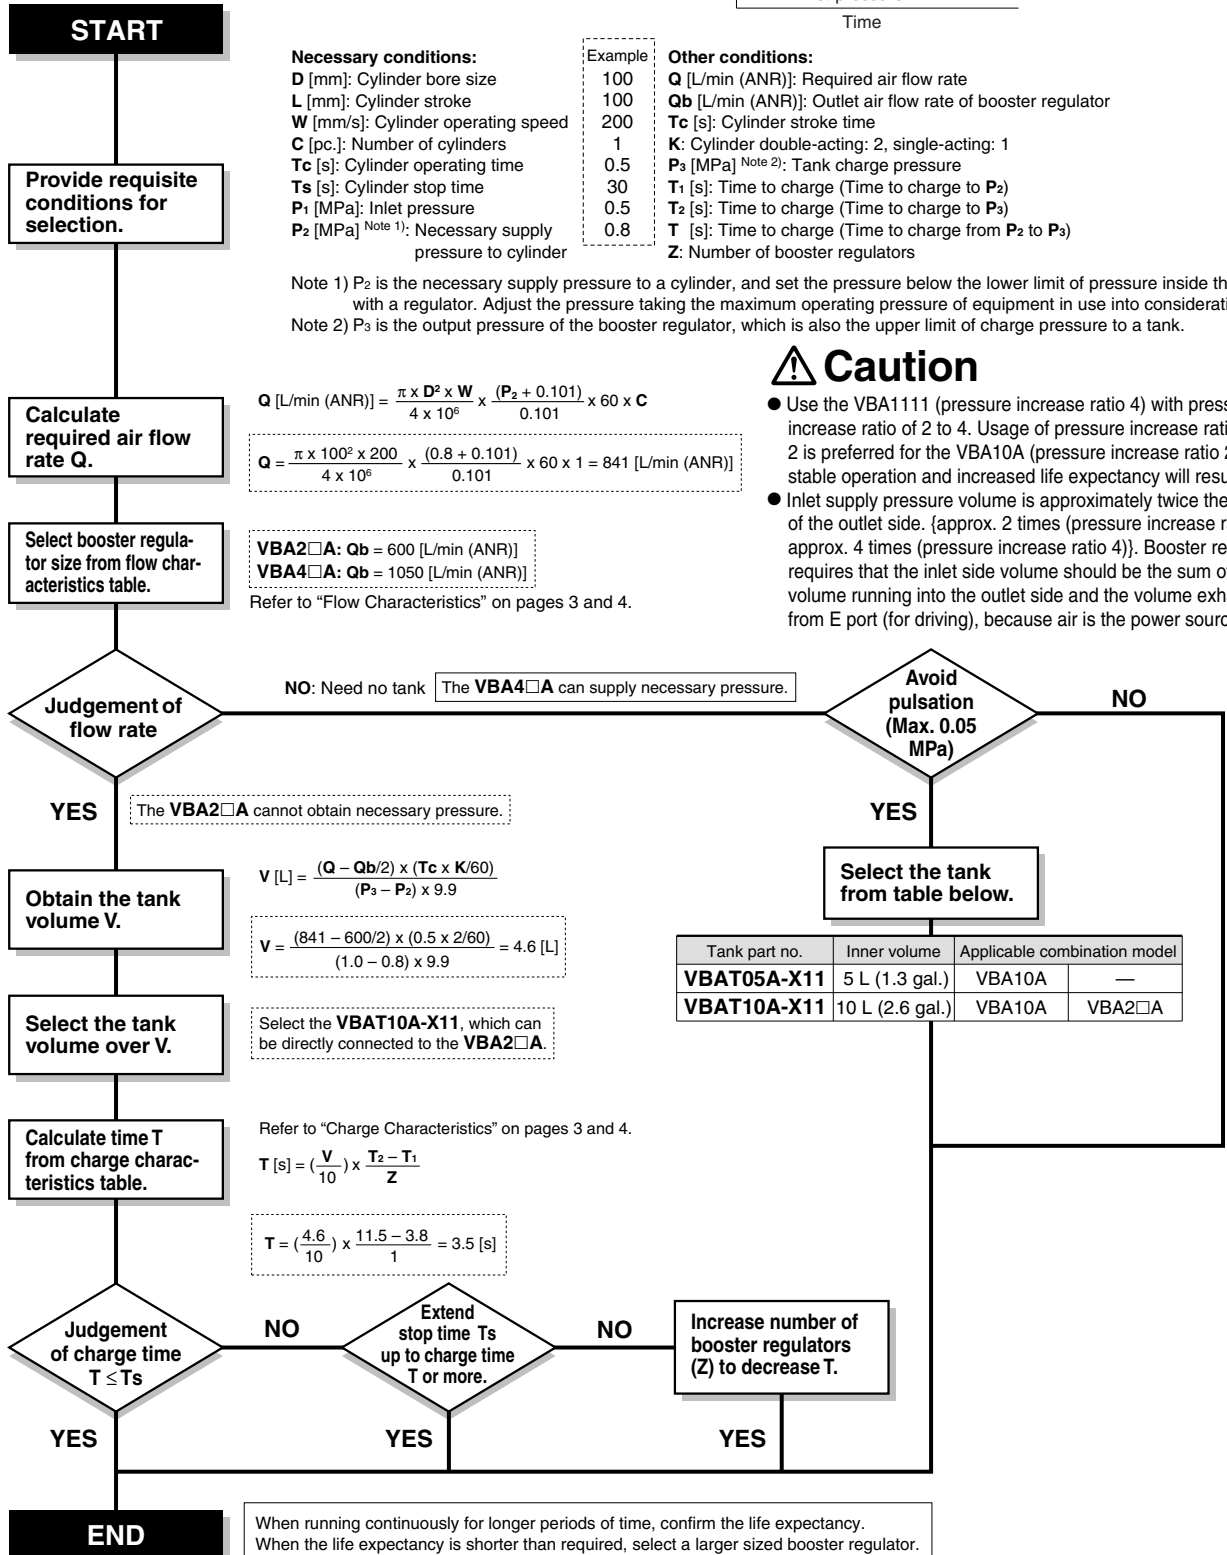 Time
START
Necessary conditions:
D [mm]: Cylinder bore size
L [mm]: Cylinder stroke
W [mm/s]: Cylinder operating speed
C [pc.]: Number of cylinders
Tc [s]: Cylinder operating time
Ts [s]: Cylinder stop time
P1 [MPa]: Inlet pressure
P2 [MPa] Note 1): Necessary supply
pressure to cylinder
Example
100
100
200
1
0.5
30
0.5
0.8
Other conditions:
Q [L/min (ANR)]: Required air flow rate
Qb [L/min (ANR)]: Outlet air flow rate of booster regulator
Tc [s]: Cylinder stroke time
K: Cylinder double-acting: 2, single-acting: 1
P3 [MPa] Note 2): Tank charge pressure
T1 [s]: Time to charge (Time to charge to P2)
T2 [s]: Time to charge (Time to charge to P3)
T [s]: Time to charge (Time to charge from P2 to P3)
Z: Number of booster regulators
Provide requisite
conditions for
selection.
Note 1) P2 is the necessary supply pressure to a cylinder, and set the pressure below the lower limit of pressure inside th
with a regulator. Adjust the pressure taking the maximum operating pressure of equipment in use into considerati
Note 2) P3 is the output pressure of the booster regulator, which is also the upper limit of charge pressure to a tank.
Caution
● Use the VBA1111 (pressure increase ratio 4) with press
increase ratio of 2 to 4. Usage of pressure increase rati
2 is preferred for the VBA10A (pressure increase ratio 2
stable operation and increased life expectancy will resu
● Inlet supply pressure volume is approximately twice the
of the outlet side. {approx. 2 times (pressure increase r
approx. 4 times (pressure increase ratio 4)}. Booster re
requires that the inlet side volume should be the sum o
volume running into the outlet side and the volume exh
from E port (for driving), because air is the power sourc
Calculate
required air flow
rate Q.
Q [L/min (ANR)] = π x D² x W / 4 x 10⁶ x (P2 + 0.101) / 0.101 x 60 x C
Q = π x 100² x 200 / 4 x 10⁶ x (0.8 + 0.101) / 0.101 x 60 x 1 = 841 [L/min (ANR)]
Select booster regula-
tor size from flow char-
acteristics table.
VBA2□A: Qb = 600 [L/min (ANR)]
VBA4□A: Qb = 1050 [L/min (ANR)]
Refer to “Flow Characteristics” on pages 3 and 4.
Judgement of
flow rate
NO: Need no tank
The VBA4□A can supply necessary pressure.
Avoid
pulsation
(Max. 0.05
MPa)
NO
YES
The VBA2□A cannot obtain necessary pressure.
YES
Obtain the tank
volume V.
V [L] = (Q – Qb/2) x (Tc x K/60) / (P3 – P2) x 9.9
V = (841 – 600/2) x (0.5 x 2/60) / (1.0 – 0.8) x 9.9 = 4.6 [L]
Select the tank
from table below.
Tank part no. Inner volume Applicable combination model
VBAT05A-X11 5 L (1.3 gal.) VBA10A —
VBAT10A-X11 10 L (2.6 gal.) VBA10A VBA2□A
Select the tank
volume over V.
Select the VBAT10A-X11, which can
be directly connected to the VBA2□A.
Calculate time T
from charge charac-
teristics table.
Refer to “Charge Characteristics” on pages 3 and 4.
T [s] = (V / 10) x T2 – T1 / Z
T = (4.6 / 10) x 11.5 – 3.8 / 1 = 3.5 [s]
Judgement
of charge time
T ≤ Ts
NO
Extend
stop time Ts
up to charge time
T or more.
NO
Increase number of
booster regulators
(Z) to decrease T.
YES
YES
YES
END
When running continuously for longer periods of time, confirm the life expectancy.
When the life expectancy is shorter than required, select a larger sized booster regulator.